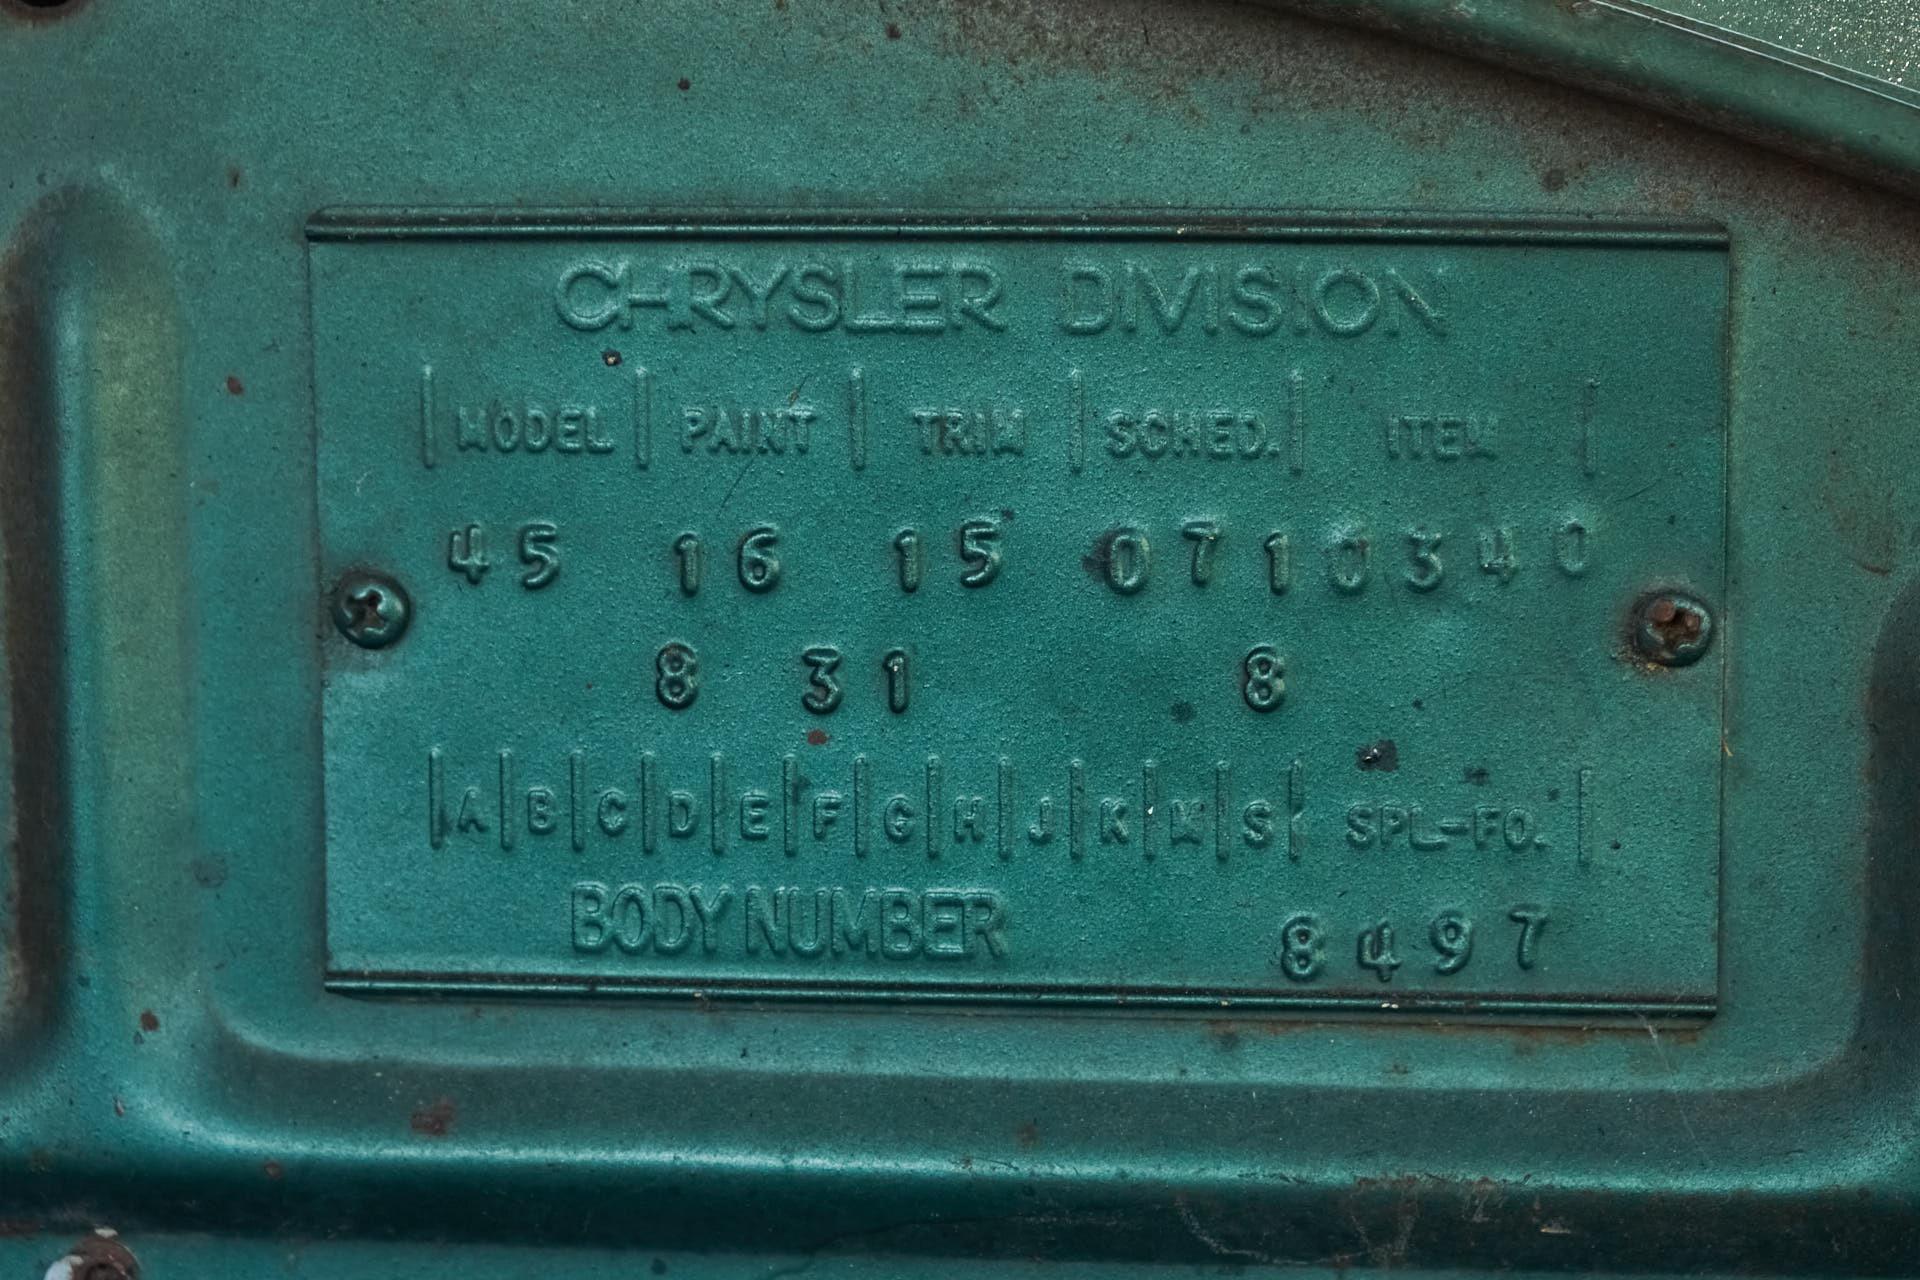 CHRYSLER DIVISION
MODEL PAINT TRIM SCHED. ITEM
45 16 15 0710340
8 31 8
A B C D E F G H J K M S SPL-FO.
BODY NUMBER 8497